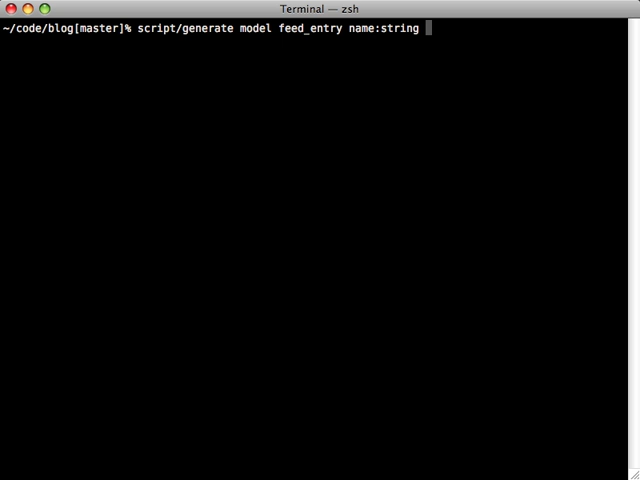 Terminal — zsh
~/code/blog[master]% script/generate model feed_entry name:string